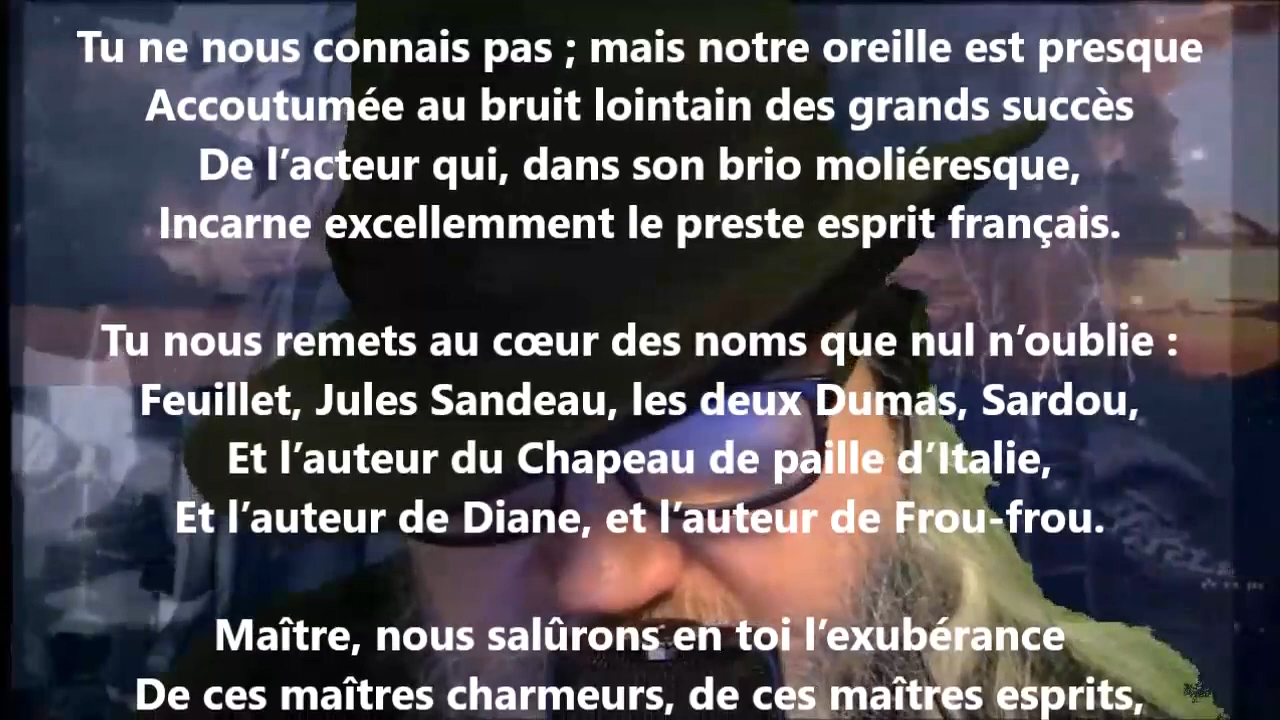 Tu ne nous connais pas ; mais notre oreille est presque
Accoutumée au bruit lointain des grands succès
De l’acteur qui, dans son brio moliéresque,
Incarne excellemment le preste esprit français.
Tu nous remets au cœur des noms que nul n’oublie :
Feuillet, Jules Sandeau, les deux Dumas, Sardou,
Et l’auteur du Chapeau de paille d’Italie,
Et l’auteur de Diane, et l’auteur de Frou-frou.
Maître, nous salûrons en toi l’exubérance
De ces maîtres charmeurs, de ces maîtres esprits,